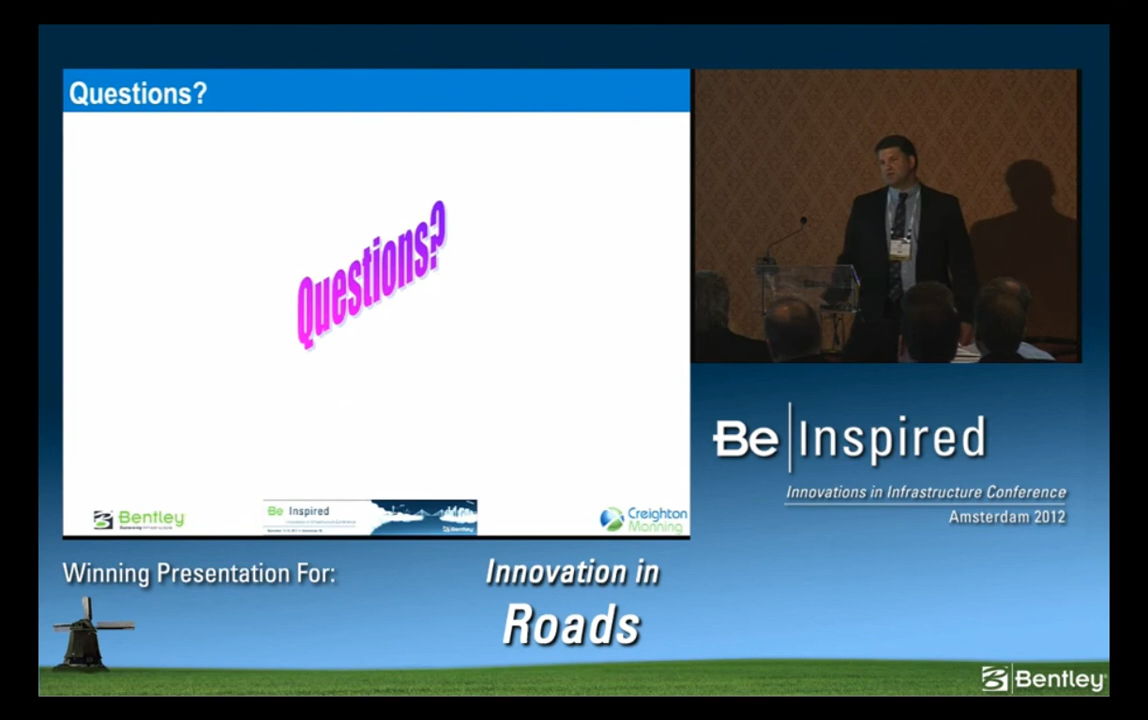 Questions?
Questions?
Bentley
Be Inspired
Bentley
Creighton
Manning
Be Inspired
Innovations in Infrastructure Conference
Amsterdam 2012
Winning Presentation For:
Innovation in
Roads
Bentley